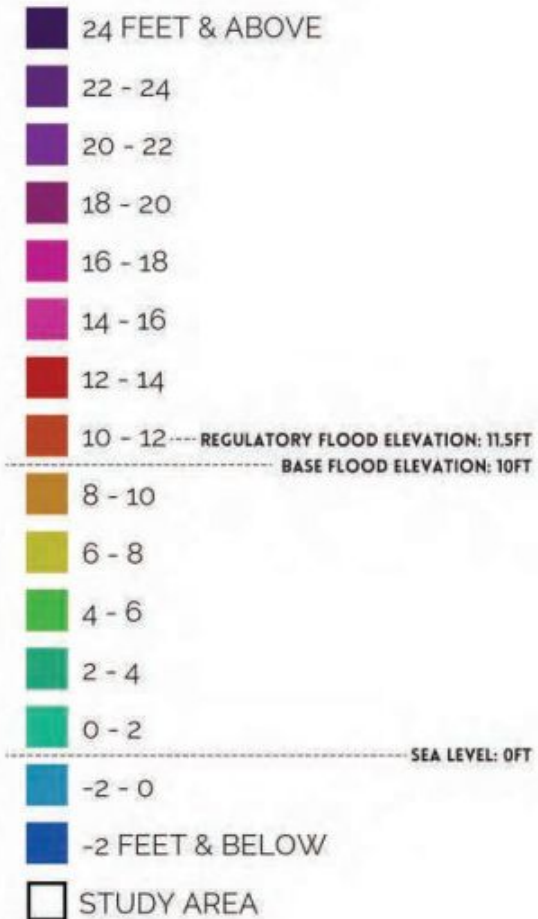 24 FEET & ABOVE
22 - 24
20 - 22
18 - 20
16 - 18
14 - 16
12 - 14
10 - 12 ---- REGULATORY FLOOD ELEVATION: 11.5FT
BASE FLOOD ELEVATION: 10FT
8 - 10
6 - 8
4 - 6
2 - 4
0 - 2
SEA LEVEL: 0FT
-2 - 0
-2 FEET & BELOW
STUDY AREA